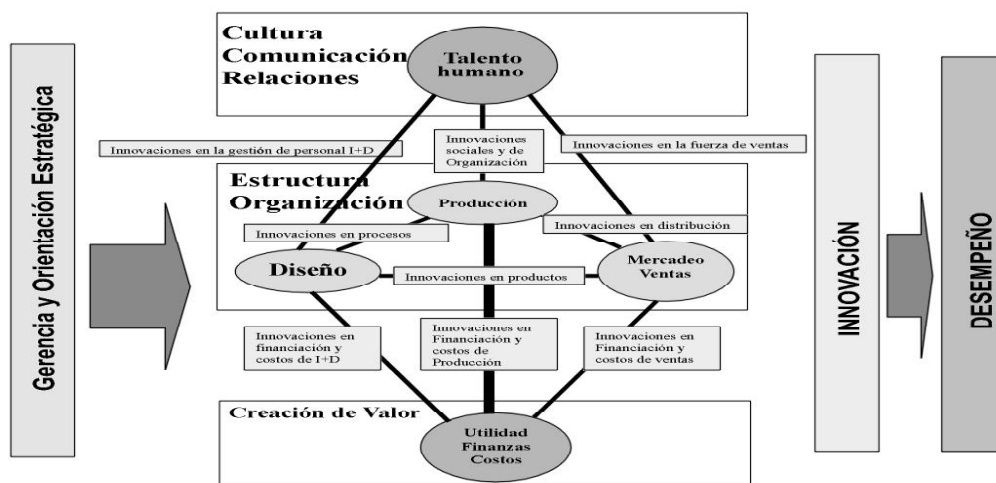 Gerencia y Orientación Estratégica
Cultura
Comunicación
Relaciones
Talento
humano
Innovaciones en la gestión de personal I+D
Innovaciones
sociales y de
Organización
Innovaciones en la fuerza de ventas
Estructura
Organización
Producción
Innovaciones en procesos
Innovaciones en distribución
Diseño
Innovaciones en productos
Mercadeo
Ventas
Innovaciones en
financiación y
costos de I+D
Innovaciones en
Financiación y
costos de
Producción
Innovaciones en
Financiación y
costos de ventas
Creación de Valor
Utilidad
Finanzas
Costos
INNOVACIÓN
DESEMPEÑO